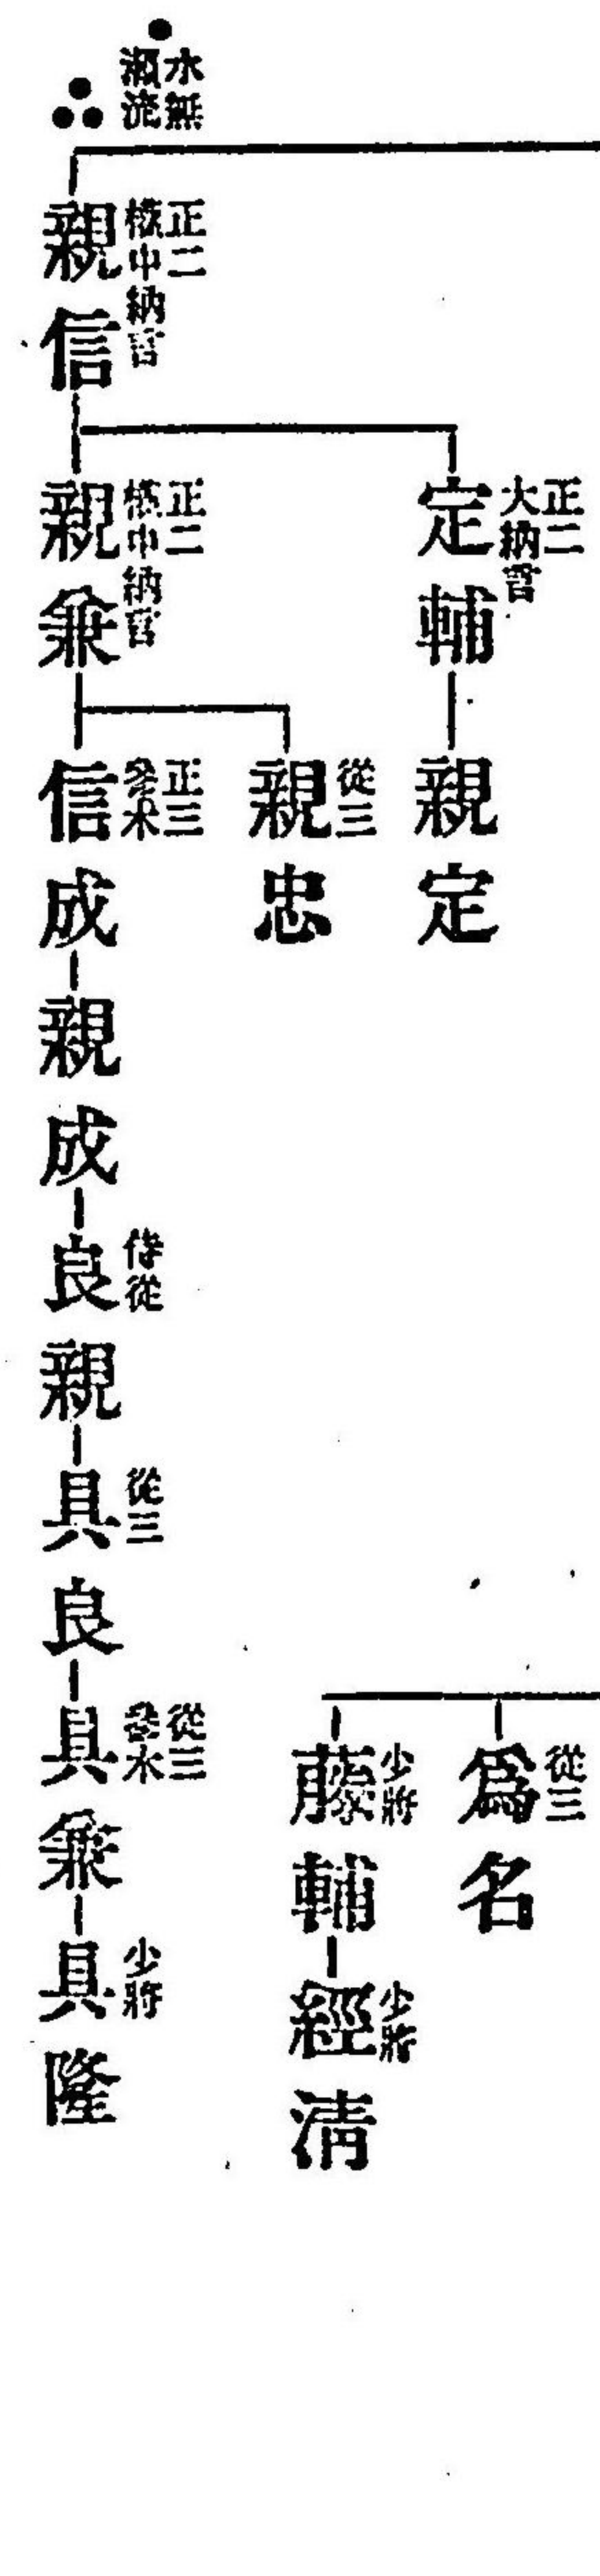 水無
瀬流
正二
權中納言
親信
正二
大納言
定輔
親定
正二
權中納言
親兼
從三
親忠
正三
參木
信成
親成
侍從
良親
從三
具良
從三
參木
具兼
少將
具隆
從三
爲名
少將
藤輔
少將
經清